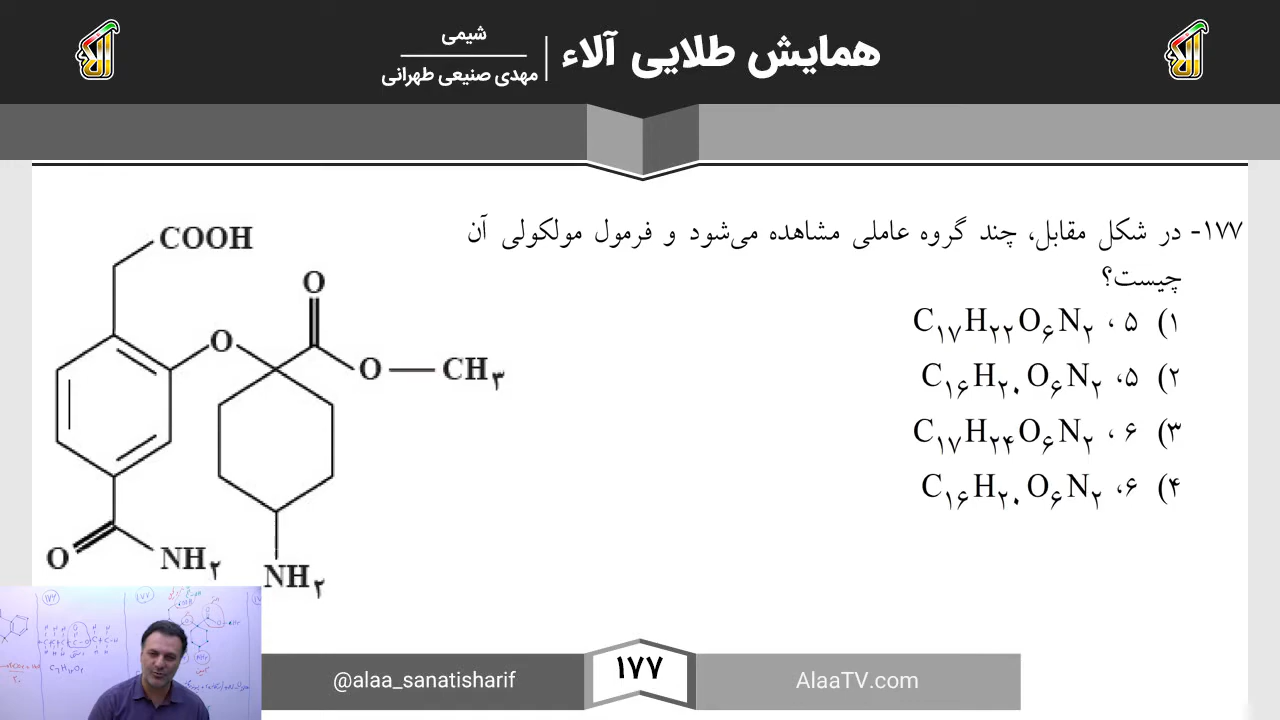 همایش طلایی آلاء
شیمی
مهدی صنیعی طهرانی
۱۷۷- در شکل مقابل، چند گروه عاملی مشاهده می‌شود و فرمول مولکولی آن
چیست؟
۱) ۵ ، C۱۷H۲۲O۶N۲
۲) ۵، C۱۶H۲۰O۶N۲
۳) ۶ ، C۱۷H۲۴O۶N۲
۴) ۶، C۱۶H۲۰O۶N۲
COOH
O
O
O — CH۳
O
NH۲
NH۲
@alaa_sanatisharif
۱۷۷
AlaaTV.com